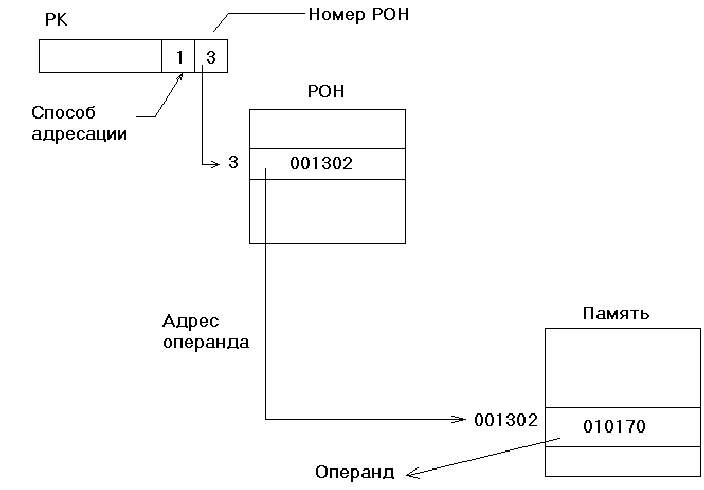 РК
Номер РОН
1 3
Способ
адресации
РОН
3
001302
Адрес
операнда
Память
001302
010170
Операнд